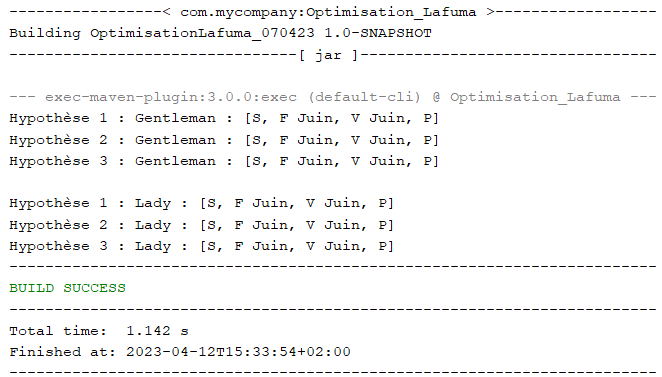 -----------------< com.mycompany:Optimisation_Lafuma >------------------
Building OptimisationLafuma_070423 1.0-SNAPSHOT
--------------------------------[ jar ]---------------------------------
--- exec-maven-plugin:3.0.0:exec (default-cli) @ Optimisation_Lafuma ---
Hypothèse 1 : Gentleman : [S, F Juin, V Juin, P]
Hypothèse 2 : Gentleman : [S, F Juin, V Juin, P]
Hypothèse 3 : Gentleman : [S, F Juin, V Juin, P]
Hypothèse 1 : Lady : [S, F Juin, V Juin, P]
Hypothèse 2 : Lady : [S, F Juin, V Juin, P]
Hypothèse 3 : Lady : [S, F Juin, V Juin, P]
------------------------------------------------------------------------
BUILD SUCCESS
------------------------------------------------------------------------
Total time:  1.142 s
Finished at: 2023-04-12T15:33:54+02:00
------------------------------------------------------------------------